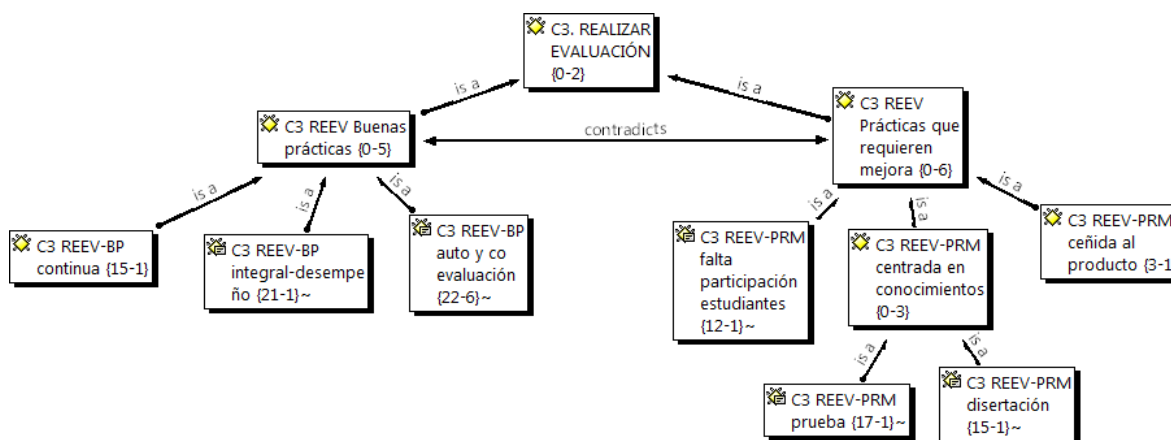 C3. REALIZAR
EVALUACIÓN
{0-2}
is a
is a
C3 REEV Buenas
prácticas {0-5}
contradicts
C3 REEV
Prácticas que
requieren
mejora {0-6}
is a
is a
is a
is a
is a
is a
C3 REEV-BP
continua {15-1}
C3 REEV-BP
integral-desempe
ño {21-1}~
C3 REEV-BP
auto y co
evaluación
{22-6}~
C3 REEV-PRM
falta
participación
estudiantes
{12-1}~
C3 REEV-PRM
centrada en
conocimientos
{0-3}
C3 REEV-PRM
ceñida al
producto {3-1
is a
is a
C3 REEV-PRM
prueba {17-1}~
C3 REEV-PRM
disertación
{15-1}~